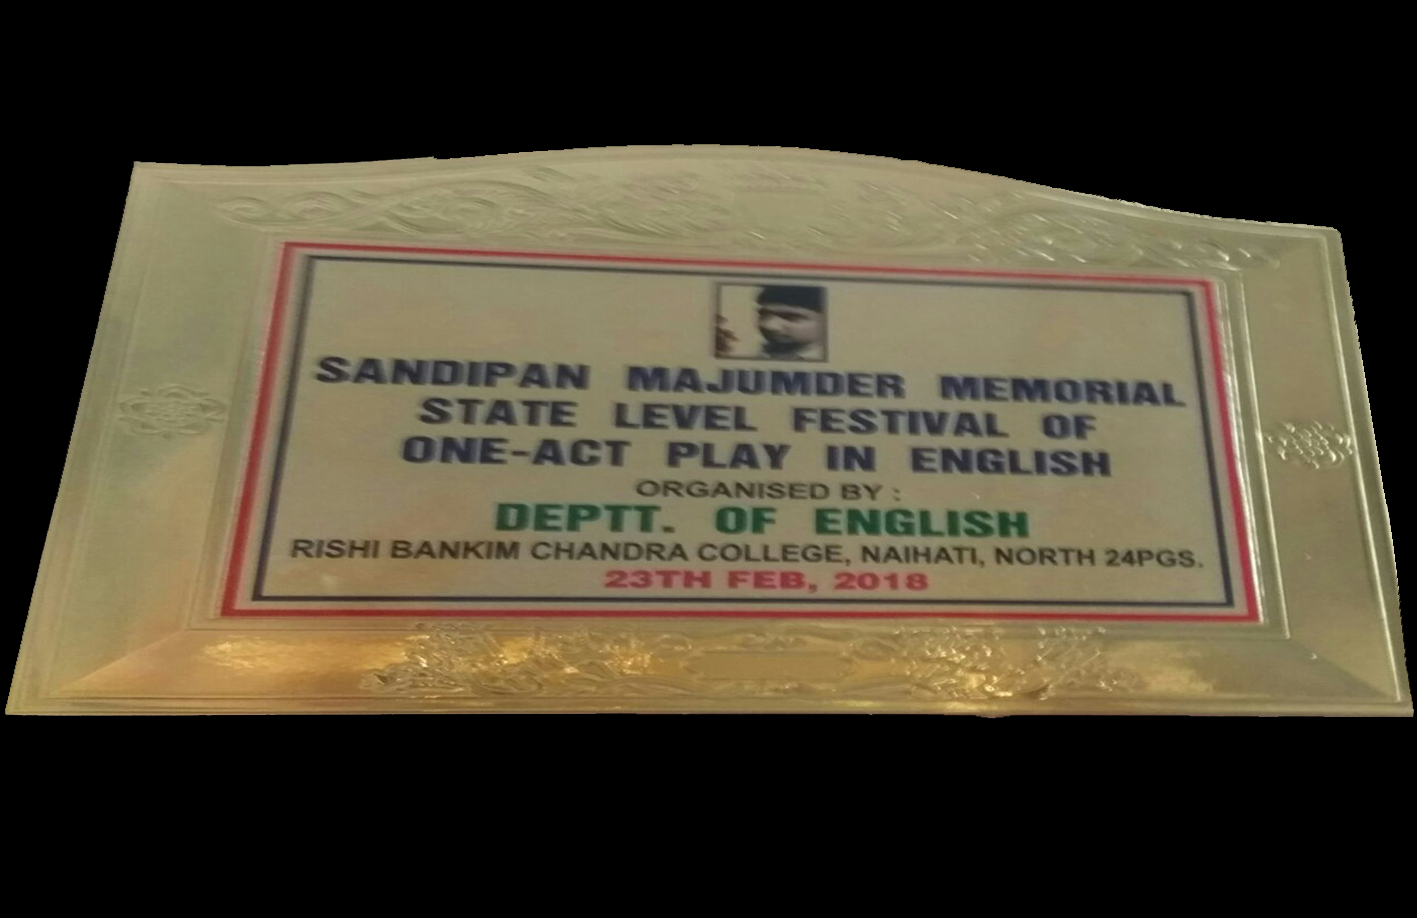 SANDIPAN MAJUMDER MEMORIAL
STATE LEVEL FESTIVAL OF
ONE-ACT PLAY IN ENGLISH
ORGANISED BY :
DEPTT. OF ENGLISH
RISHI BANKIM CHANDRA COLLEGE, NAIHATI, NORTH 24PGS.
23TH FEB, 2018